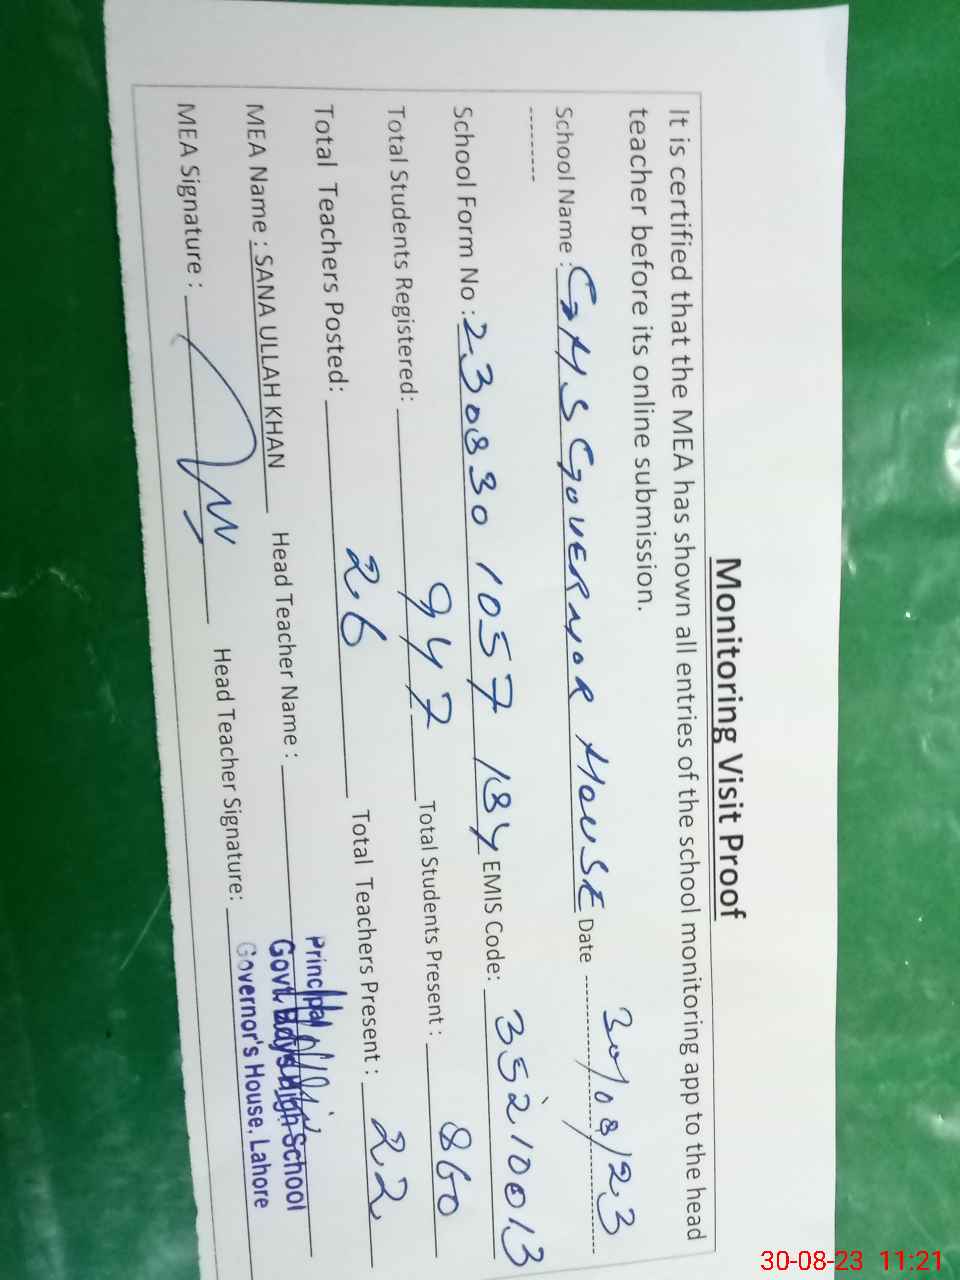 Monitoring Visit Proof
It is certified that the MEA has shown all entries of the school monitoring app to the head
teacher before its online submission.
School Name : GHS GOVERNOR HOUSE Date 30/08/23
--------
School Form No : 230830 1057 184 EMIS Code: 35210013
Total Students Registered: 947 Total Students Present : 860
Total Teachers Posted: 26 Total Teachers Present : 22
MEA Name : SANA ULLAH KHAN Head Teacher Name :
MEA Signature : Head Teacher Signature:
Principal
Govt. Boys High School
Governor's House, Lahore
30-08-23 11:21